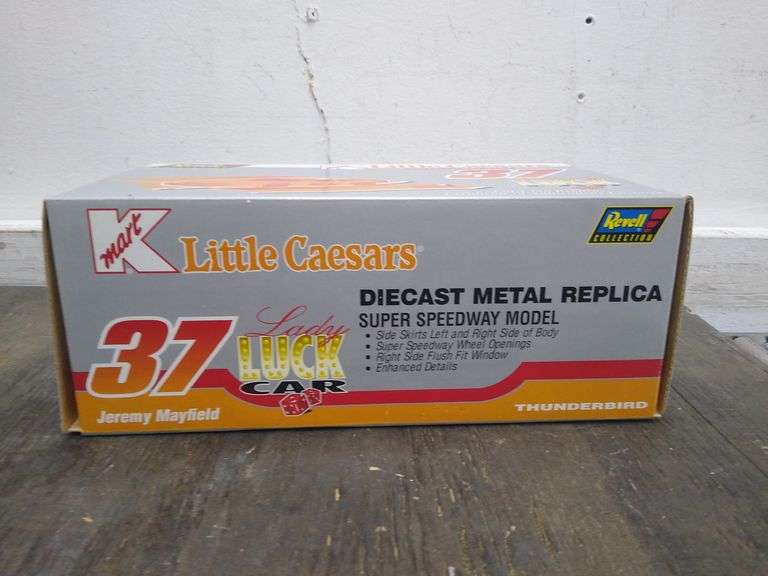 37
K
mart
Little Caesars®
Revell
COLLECTION
DIECAST METAL REPLICA
SUPER SPEEDWAY MODEL
• Side Skirts Left and Right Side of Body
• Super Speedway Wheel Openings
• Right Side Flush Fit Window
• Enhanced Details
37
Lady
LUCK
CAR
Jeremy Mayfield
THUNDERBIRD